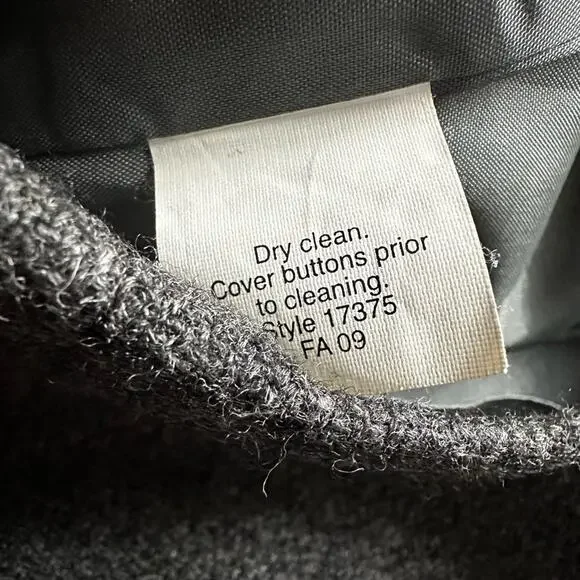 Dry clean.
Cover buttons prior
to cleaning.
Style 17375
FA 09